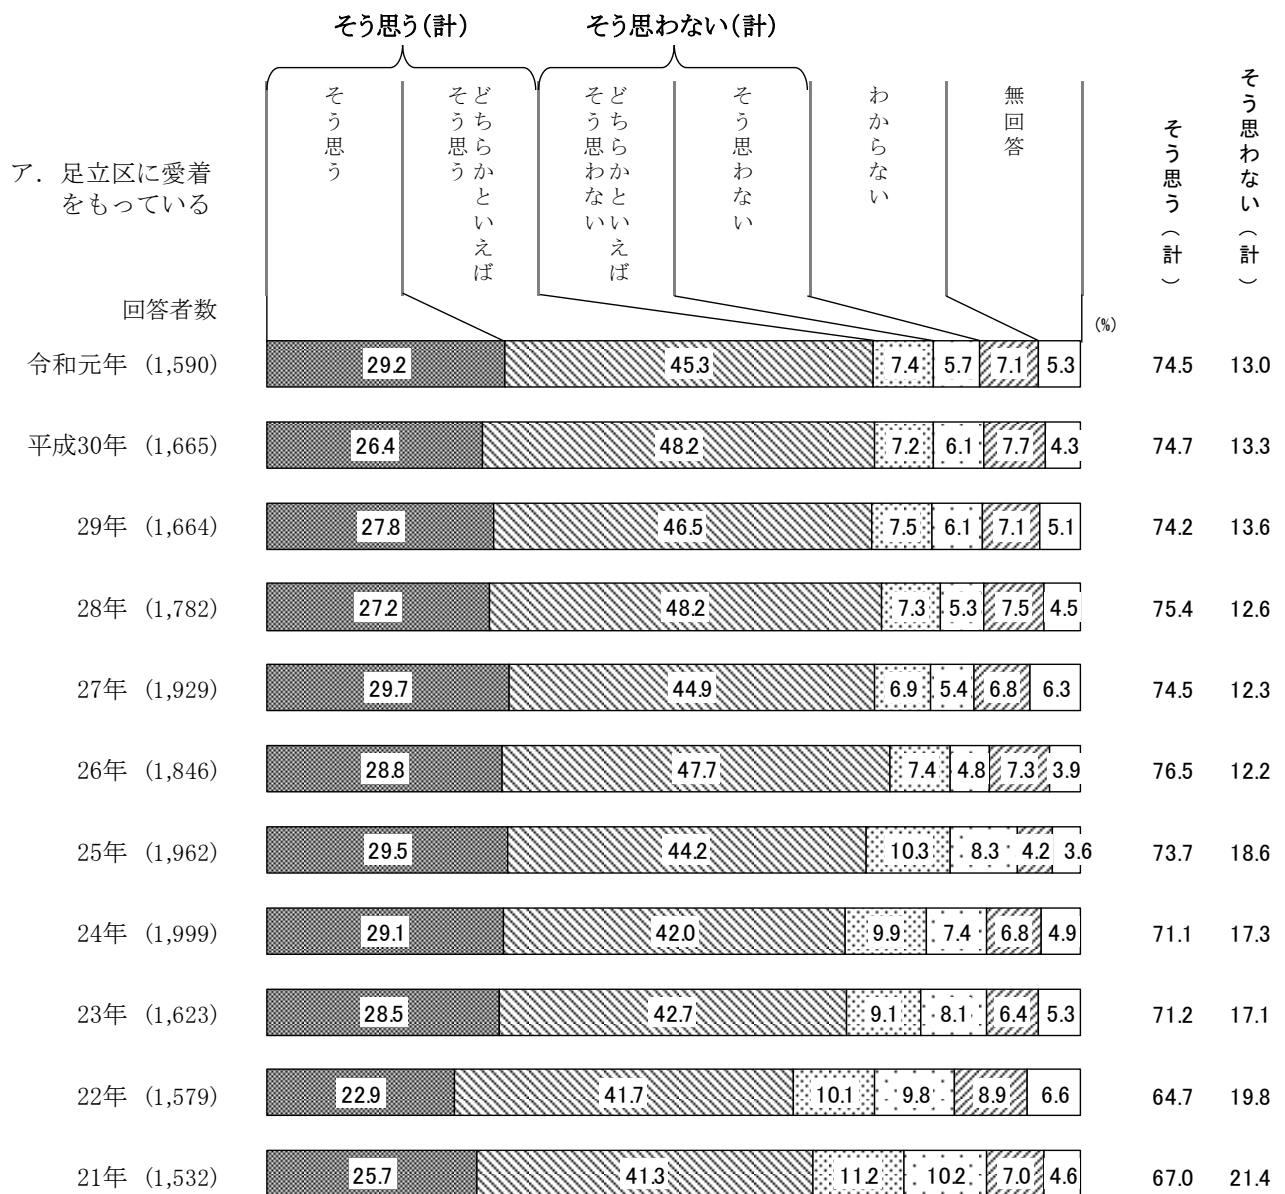 そう思う(計) そう思わない(計)
そう思う
どちらかといえば
そう思う
どちらかといえば
そう思わない
そう思わない
わからない
無回答
そう思う(計)
そう思わない(計)
ア．足立区に愛着
をもっている
回答者数
(%)
令和元年 (1,590) 29.2 45.3 7.4 5.7 7.1 5.3 74.5 13.0
平成30年 (1,665) 26.4 48.2 7.2 6.1 7.7 4.3 74.7 13.3
29年 (1,664) 27.8 46.5 7.5 6.1 7.1 5.1 74.2 13.6
28年 (1,782) 27.2 48.2 7.3 5.3 7.5 4.5 75.4 12.6
27年 (1,929) 29.7 44.9 6.9 5.4 6.8 6.3 74.5 12.3
26年 (1,846) 28.8 47.7 7.4 4.8 7.3 3.9 76.5 12.2
25年 (1,962) 29.5 44.2 10.3 8.3 4.2 3.6 73.7 18.6
24年 (1,999) 29.1 42.0 9.9 7.4 6.8 4.9 71.1 17.3
23年 (1,623) 28.5 42.7 9.1 8.1 6.4 5.3 71.2 17.1
22年 (1,579) 22.9 41.7 10.1 9.8 8.9 6.6 64.7 19.8
21年 (1,532) 25.7 41.3 11.2 10.2 7.0 4.6 67.0 21.4